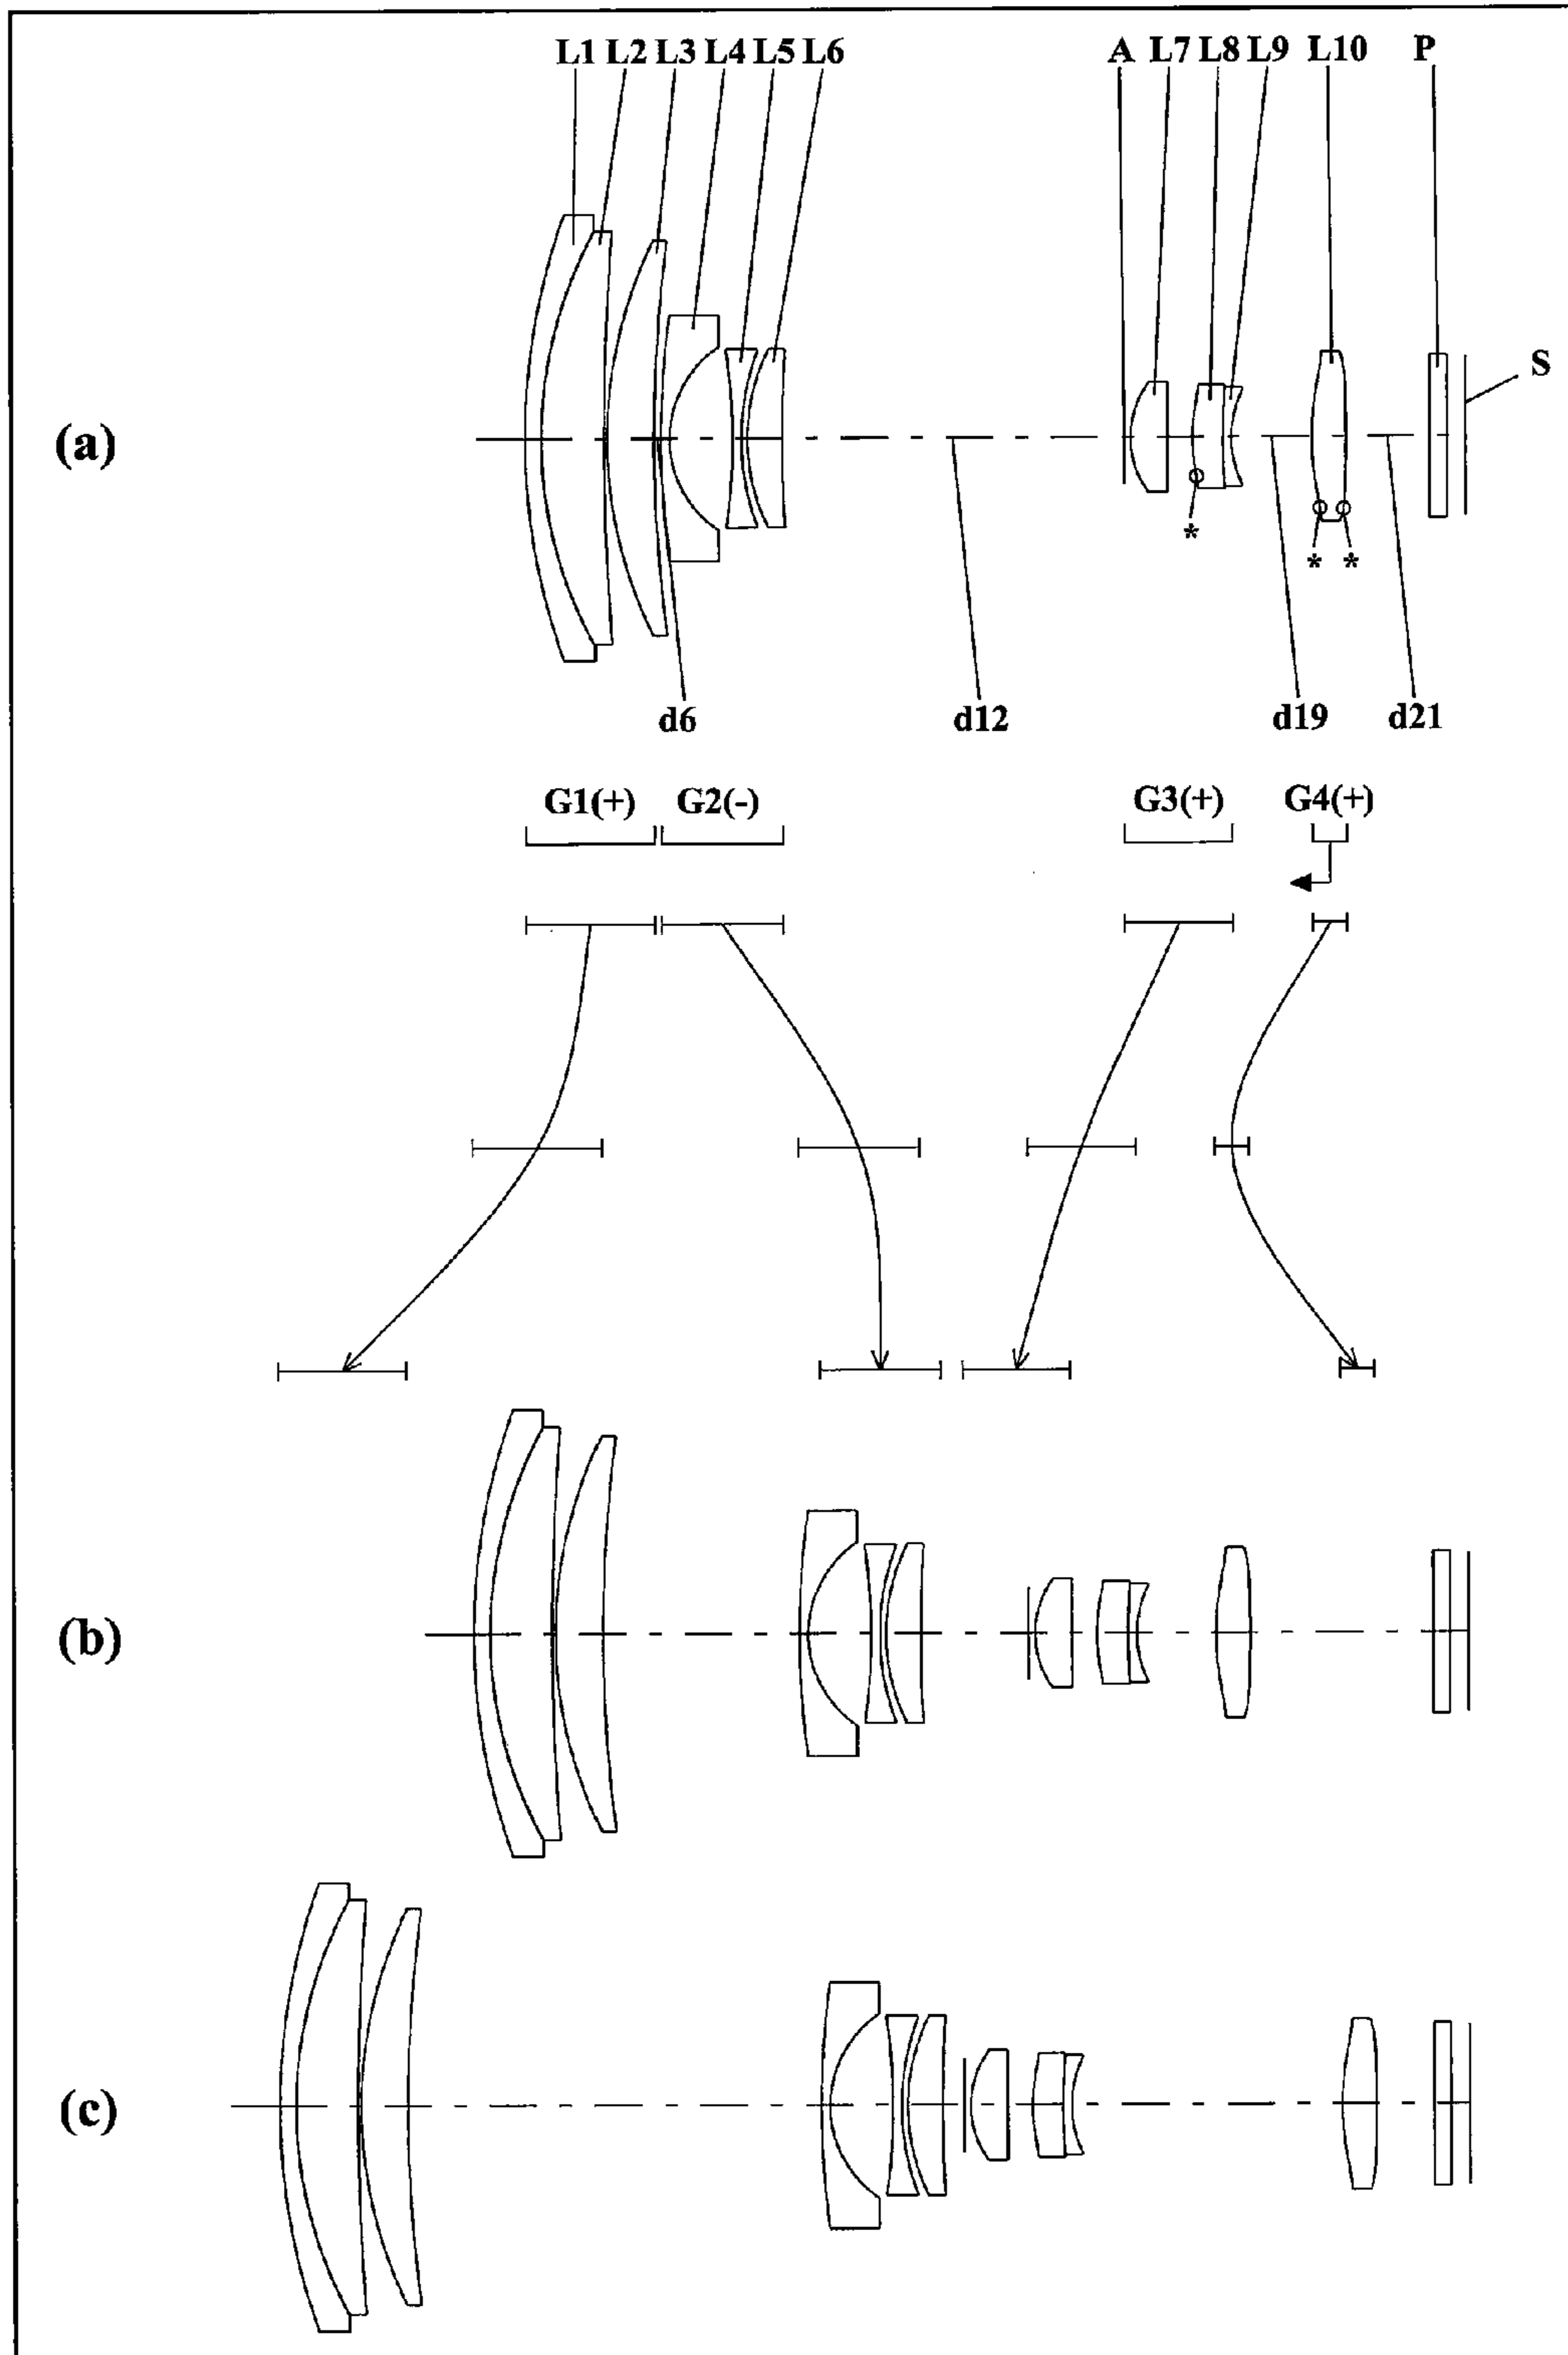 L1 L2 L3 L4 L5 L6 A L7 L8 L9 L10 P
S
(a)
*
* *
d6 d12 d19 d21
G1(+) G2(-) G3(+) G4(+)
(b)
(c)